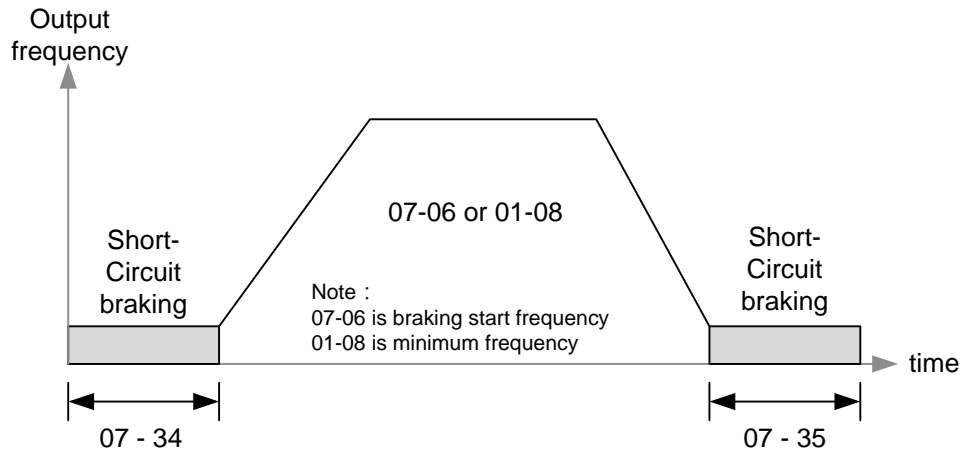 Output
frequency
07-06 or 01-08
Short-
Circuit
braking
Short-
Circuit
braking
Note：
07-06 is braking start frequency
01-08 is minimum frequency
time
07 - 34
07 - 35